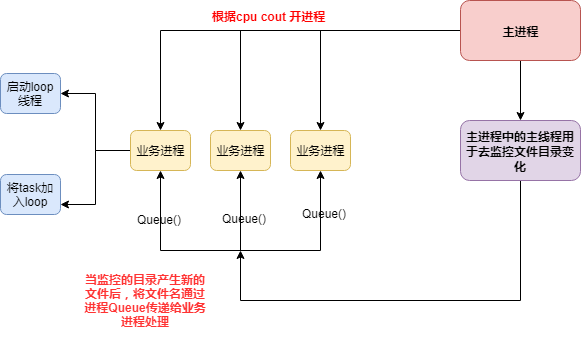 根据cpu cout 开进程
主进程
启动loop
线程
业务进程
业务进程
业务进程
主进程中的主线程用
于去监控文件目录变
化
将task加
入loop
Queue()
Queue()
Queue()
当监控的目录产生新的
文件后，将文件名通过
进程Queue传递给业务
进程处理